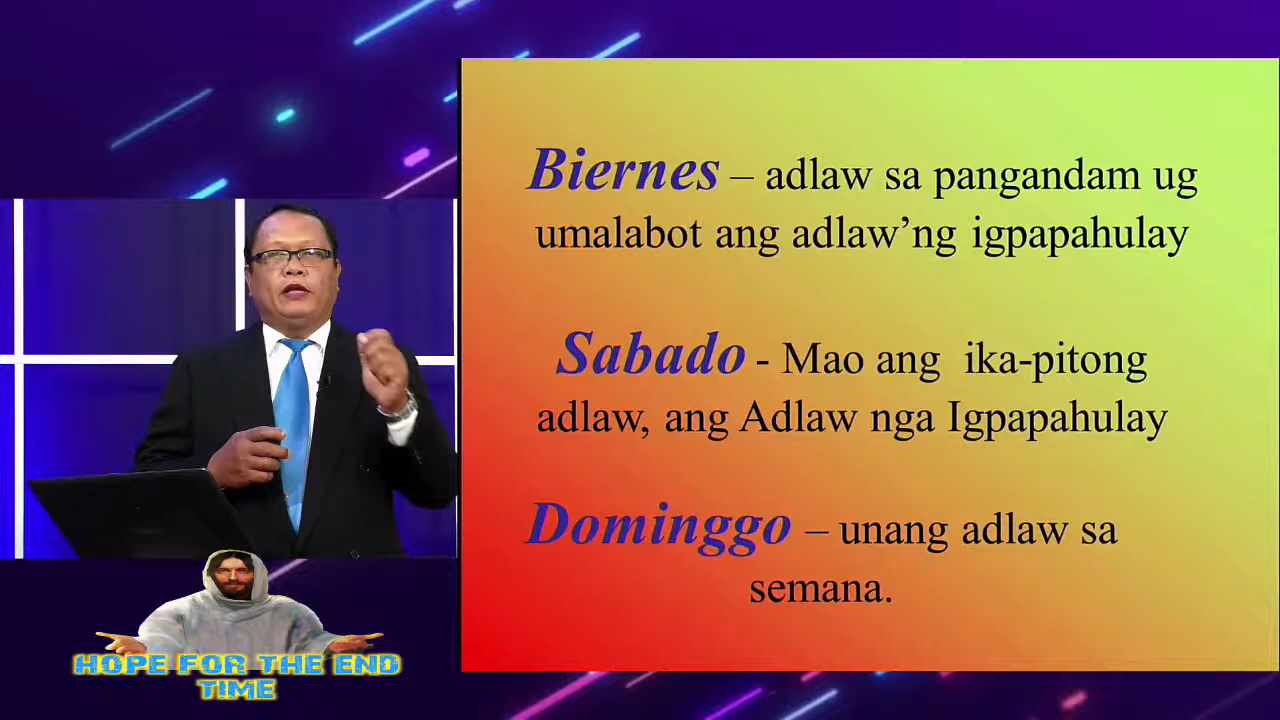 Biernes – adlaw sa pangandam ug
umalabot ang adlaw’ng igpapahulay
Sabado - Mao ang ika-pitong
adlaw, ang Adlaw nga Igpapahulay
Dominggo – unang adlaw sa
semana.
HOPE FOR THE END
TIME